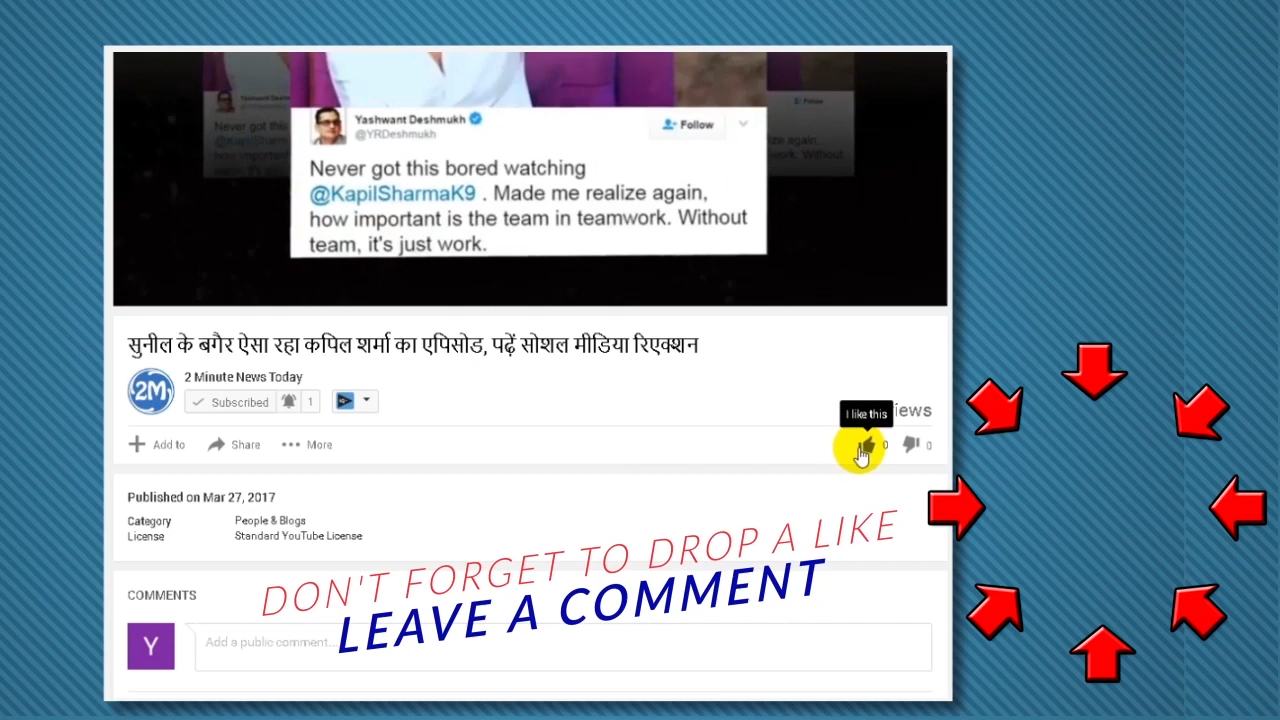 Yashwant Deshmukh
@YRDeshmukh
Follow
Never got this bored watching
@KapilSharmaK9 . Made me realize again,
how important is the team in teamwork. Without
team, it's just work.
सुनील के बगैर ऐसा रहा कपिल शर्मा का एपिसोड, पढ़ें सोशल मीडिया रिएक्शन
2M
2 Minute News Today
Subscribed 1
I like this
Add to Share More 0 0
Published on Mar 27, 2017
Category People & Blogs
License Standard YouTube License
DON'T FORGET TO DROP A LIKE
LEAVE A COMMENT
COMMENTS
Y
Add a public comment...